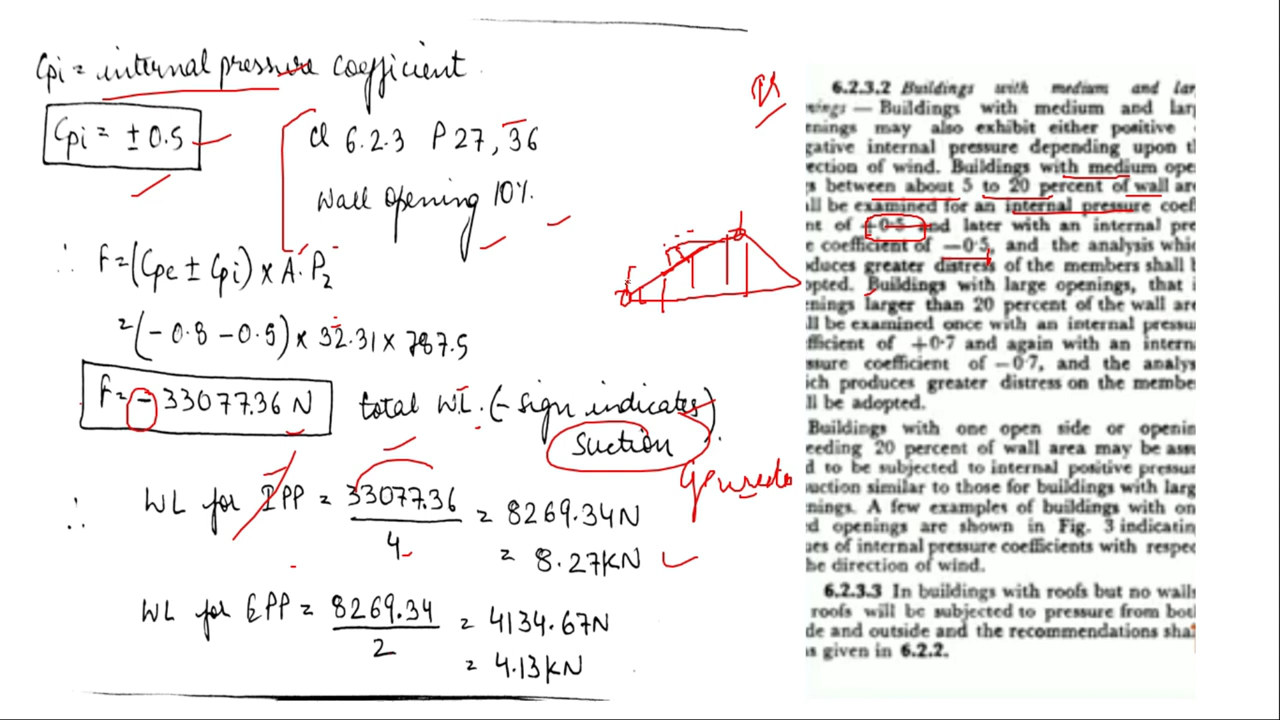 Cpi = internal pressure coefficient.
Cpi = ± 0.5
Cl 6.2.3 P 27, 36
Wall opening 10%.
∴ F = (Cpe ± Cpi) × A · Pz
= (-0.8 - 0.5) × 32.31 × 787.5
F = - 33077.36 N total WL. (- sign indicates
suction).
∴ WL for IPP = 33077.36 / 4 = 8269.34N
= 8.27KN
WL for EPP = 8269.34 / 2 = 4134.67N
= 4.13KN
6.2.3.2 Buildings with medium and lar
nings — Buildings with medium and larg
enings may also exhibit either positive
gative internal pressure depending upon t
ection of wind. Buildings with medium ope
s between about 5 to 20 percent of wall are
ll be examined for an internal pressure coef
nt of +0·5 and later with an internal pre
e coefficient of —0·5, and the analysis whic
duces greater distress of the members shall b
opted. Buildings with large openings, that i
nings larger than 20 percent of the wall are
ll be examined once with an internal pressu
fficient of +0·7 and again with an intern
ssure coefficient of —0·7, and the analys
ich produces greater distress on the membe
ll be adopted.
Buildings with one open side or openin
eeding 20 percent of wall area may be assu
d to be subjected to internal positive pressur
uction similar to those for buildings with larg
nings. A few examples of buildings with on
d openings are shown in Fig. 3 indicatin
ues of internal pressure coefficients with respec
he direction of wind.
6.2.3.3 In buildings with roofs but no walls
roofs will be subjected to pressure from bot
de and outside and the recommendations sha
s given in 6.2.2.